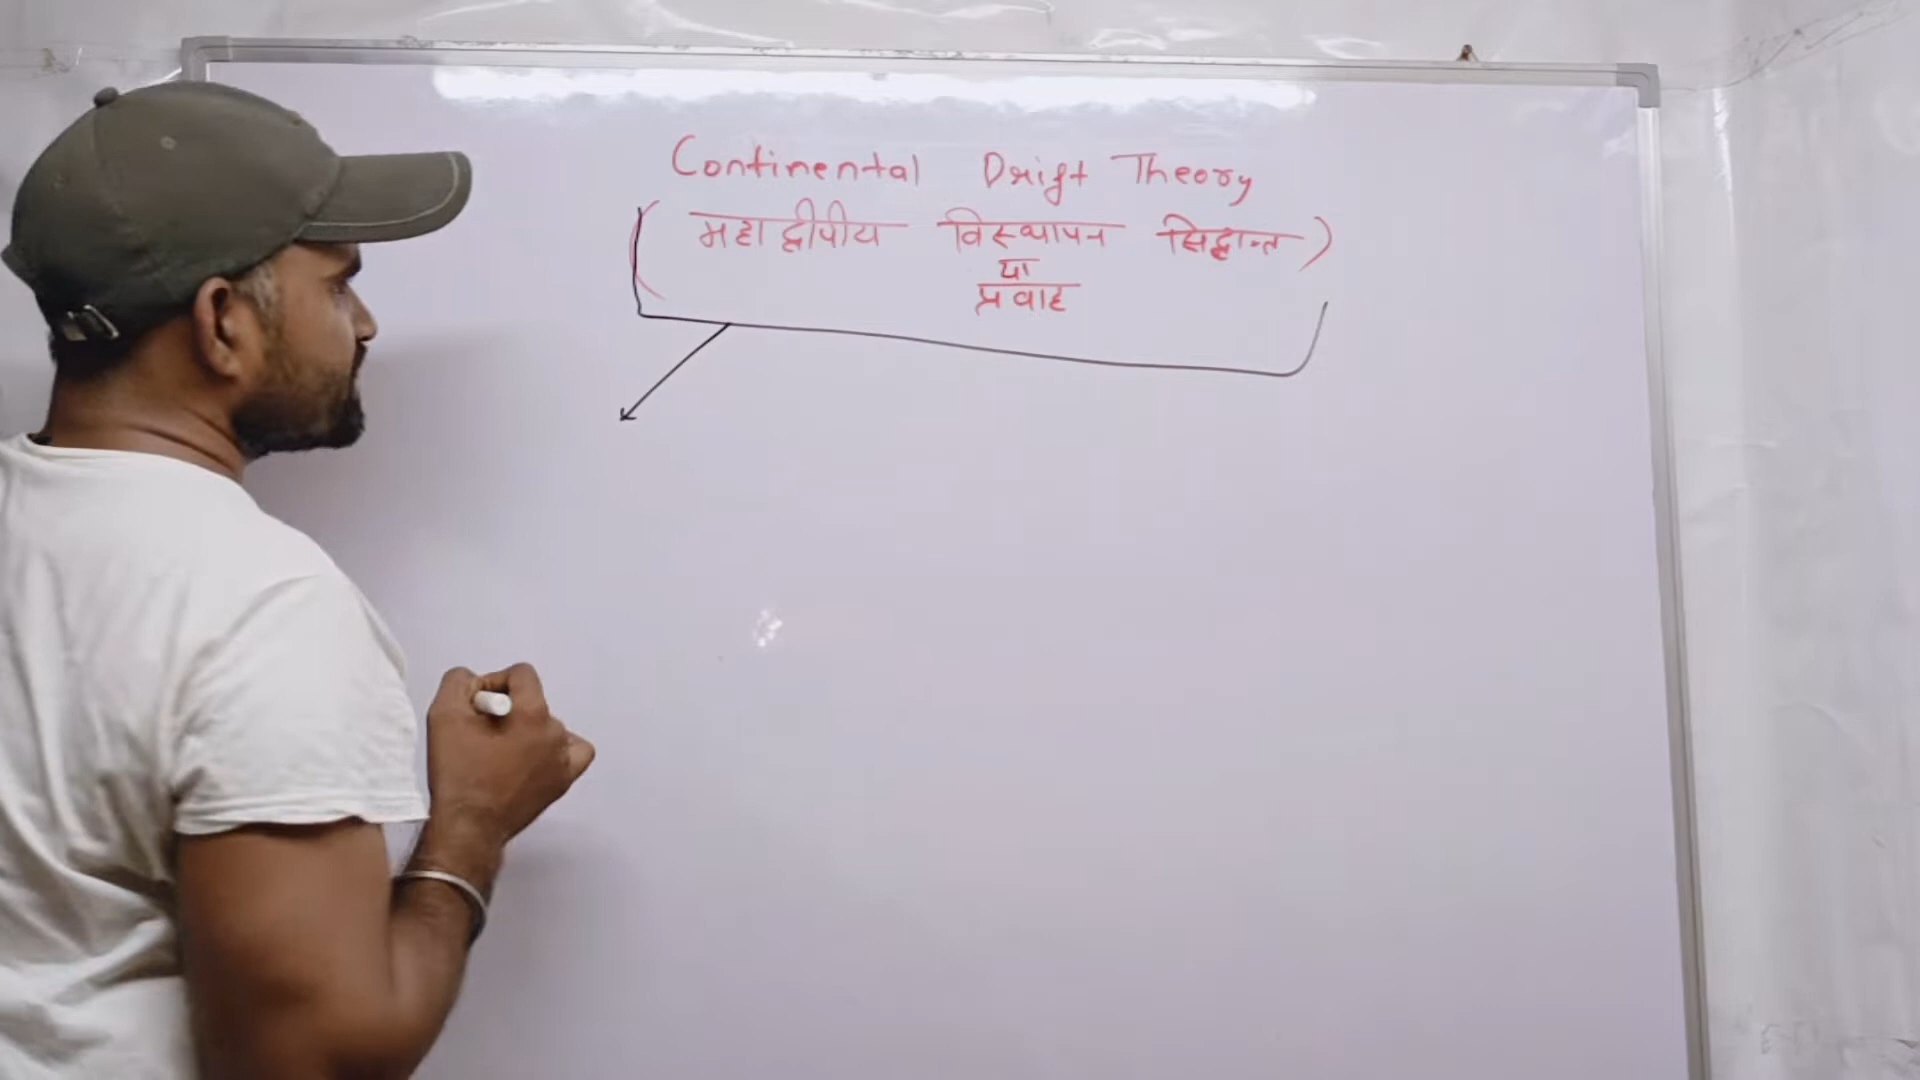 Continental Drift Theory
(महाद्वीपीय विस्थापन सिद्धान्त)
या
प्रवाह